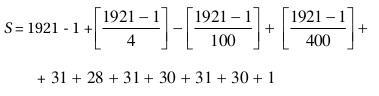 S = 1921 - 1 + [ (1921 – 1) / 4 ] – [ (1921 – 1) / 100 ] + [ (1921 – 1) / 400 ] +
+ 31 + 28 + 31 + 30 + 31 + 30 + 1